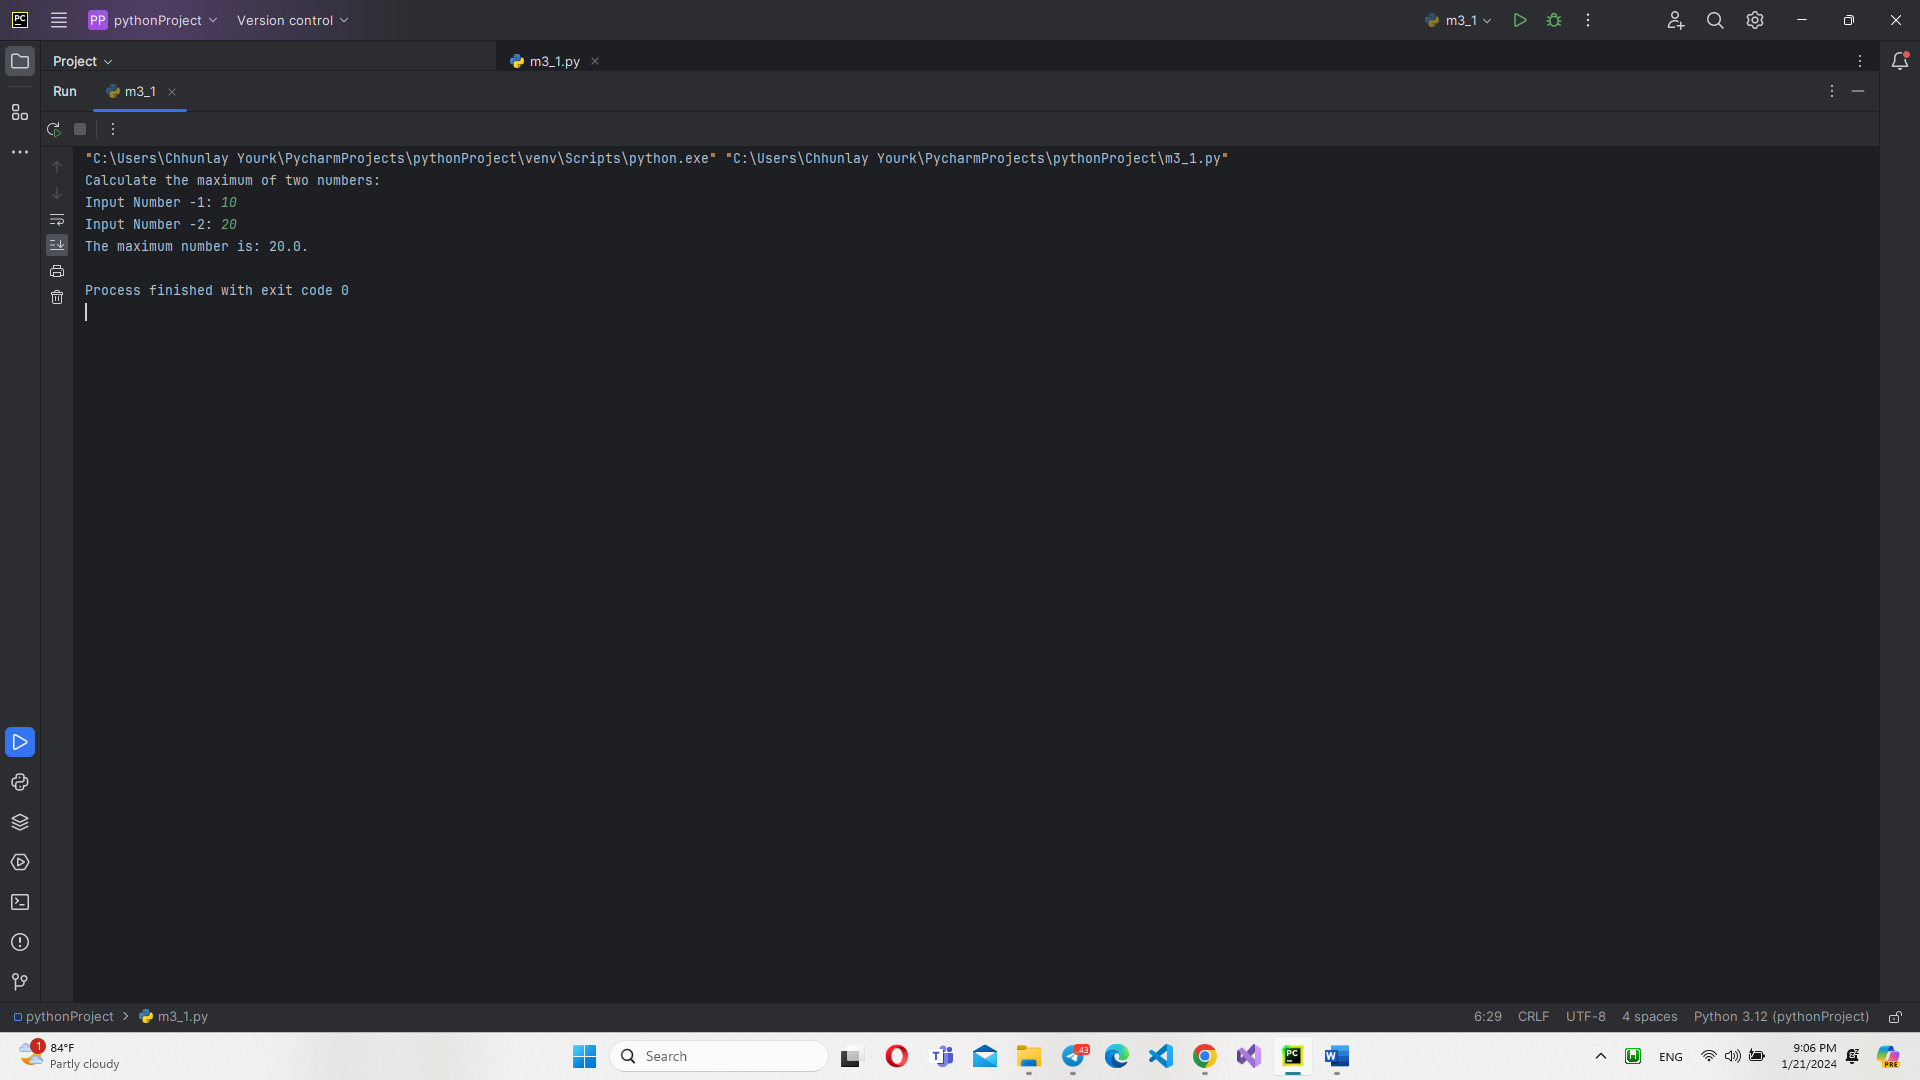 PC PP pythonProject Version control m3_1
Project m3_1.py
Run m3_1
"C:\Users\Chhunlay Yourk\PycharmProjects\pythonProject\venv\Scripts\python.exe" "C:\Users\Chhunlay Yourk\PycharmProjects\pythonProject\m3_1.py"
Calculate the maximum of two numbers:
Input Number -1: 10
Input Number -2: 20
The maximum number is: 20.0.
Process finished with exit code 0
pythonProject > m3_1.py 6:29 CRLF UTF-8 4 spaces Python 3.12 (pythonProject)
1 84°F
Partly cloudy
Search .43 PC W ENG PRE
9:06 PM
1/21/2024